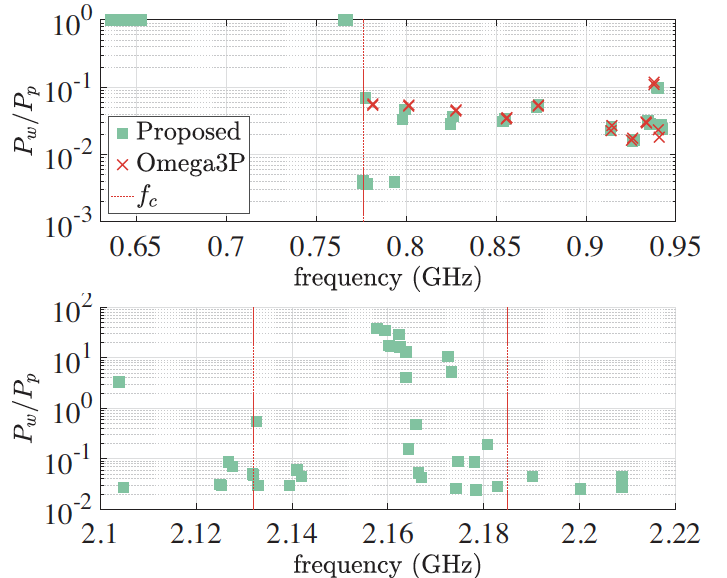 10^0
10^-1
10^-2
10^-3
P_w/P_p
Proposed
Omega3P
f_c
0.65 0.7 0.75 0.8 0.85 0.9 0.95
frequency (GHz)
10^2
10^1
10^0
10^-1
10^-2
P_w/P_p
2.1 2.12 2.14 2.16 2.18 2.2 2.22
frequency (GHz)